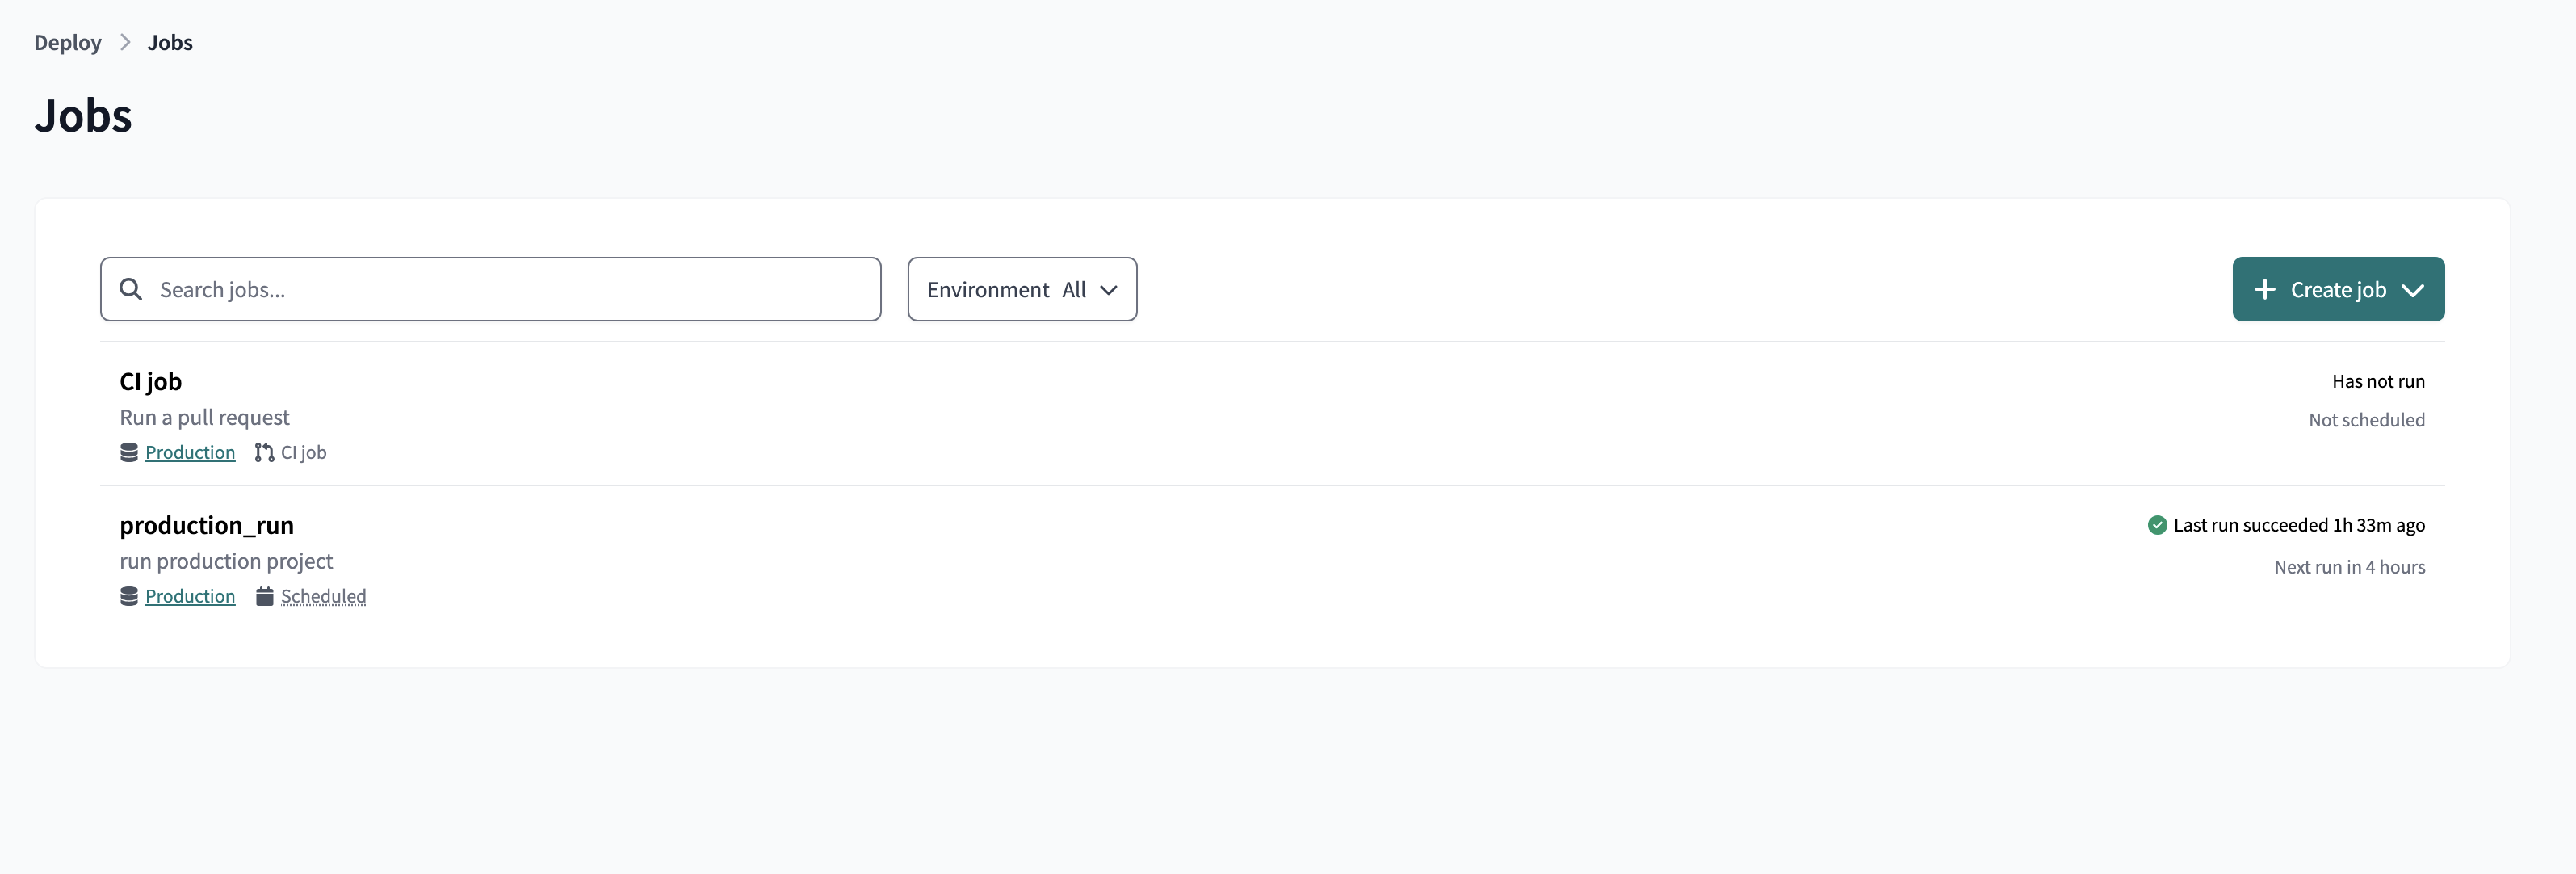 Deploy > Jobs
Jobs
Search jobs...
Environment All
+ Create job
CI job
Has not run
Run a pull request
Not scheduled
Production CI job
production_run
Last run succeeded 1h 33m ago
run production project
Next run in 4 hours
Production Scheduled